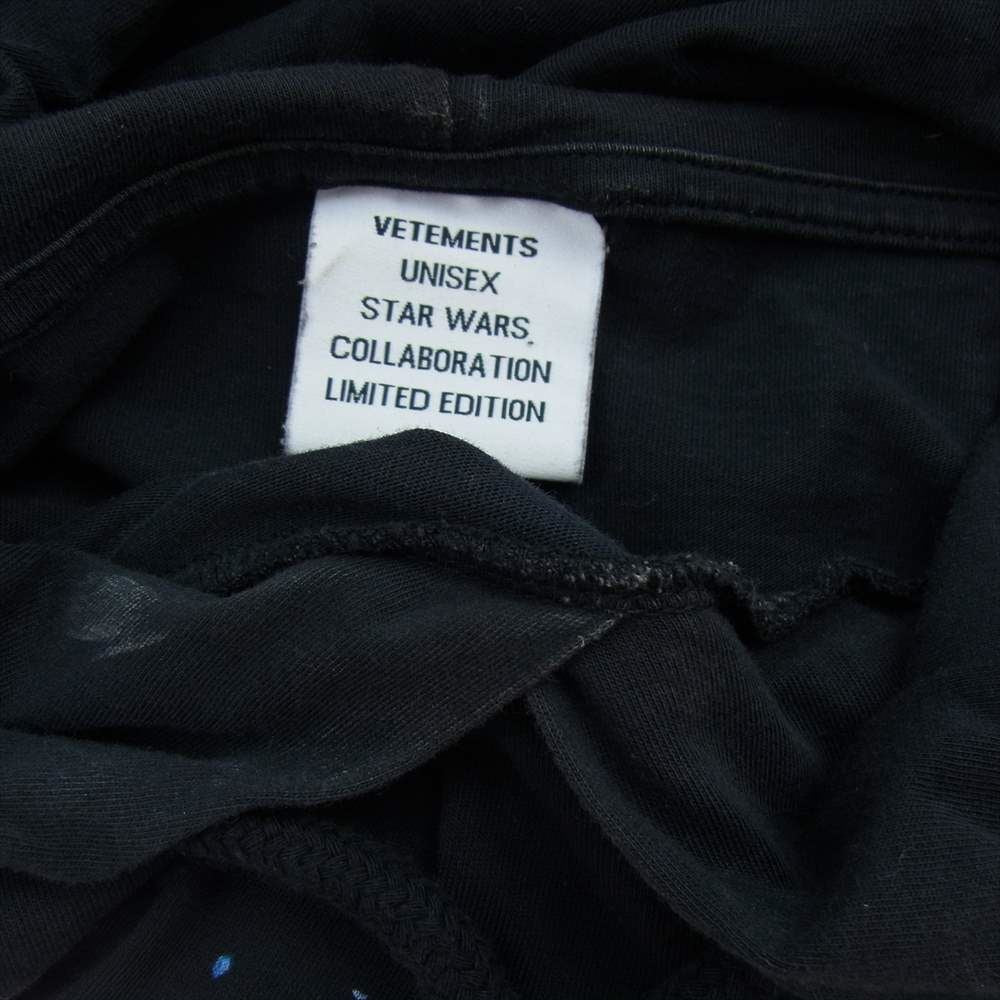 VETEMENTS
UNISEX
STAR WARS.
COLLABORATION
LIMITED EDITION